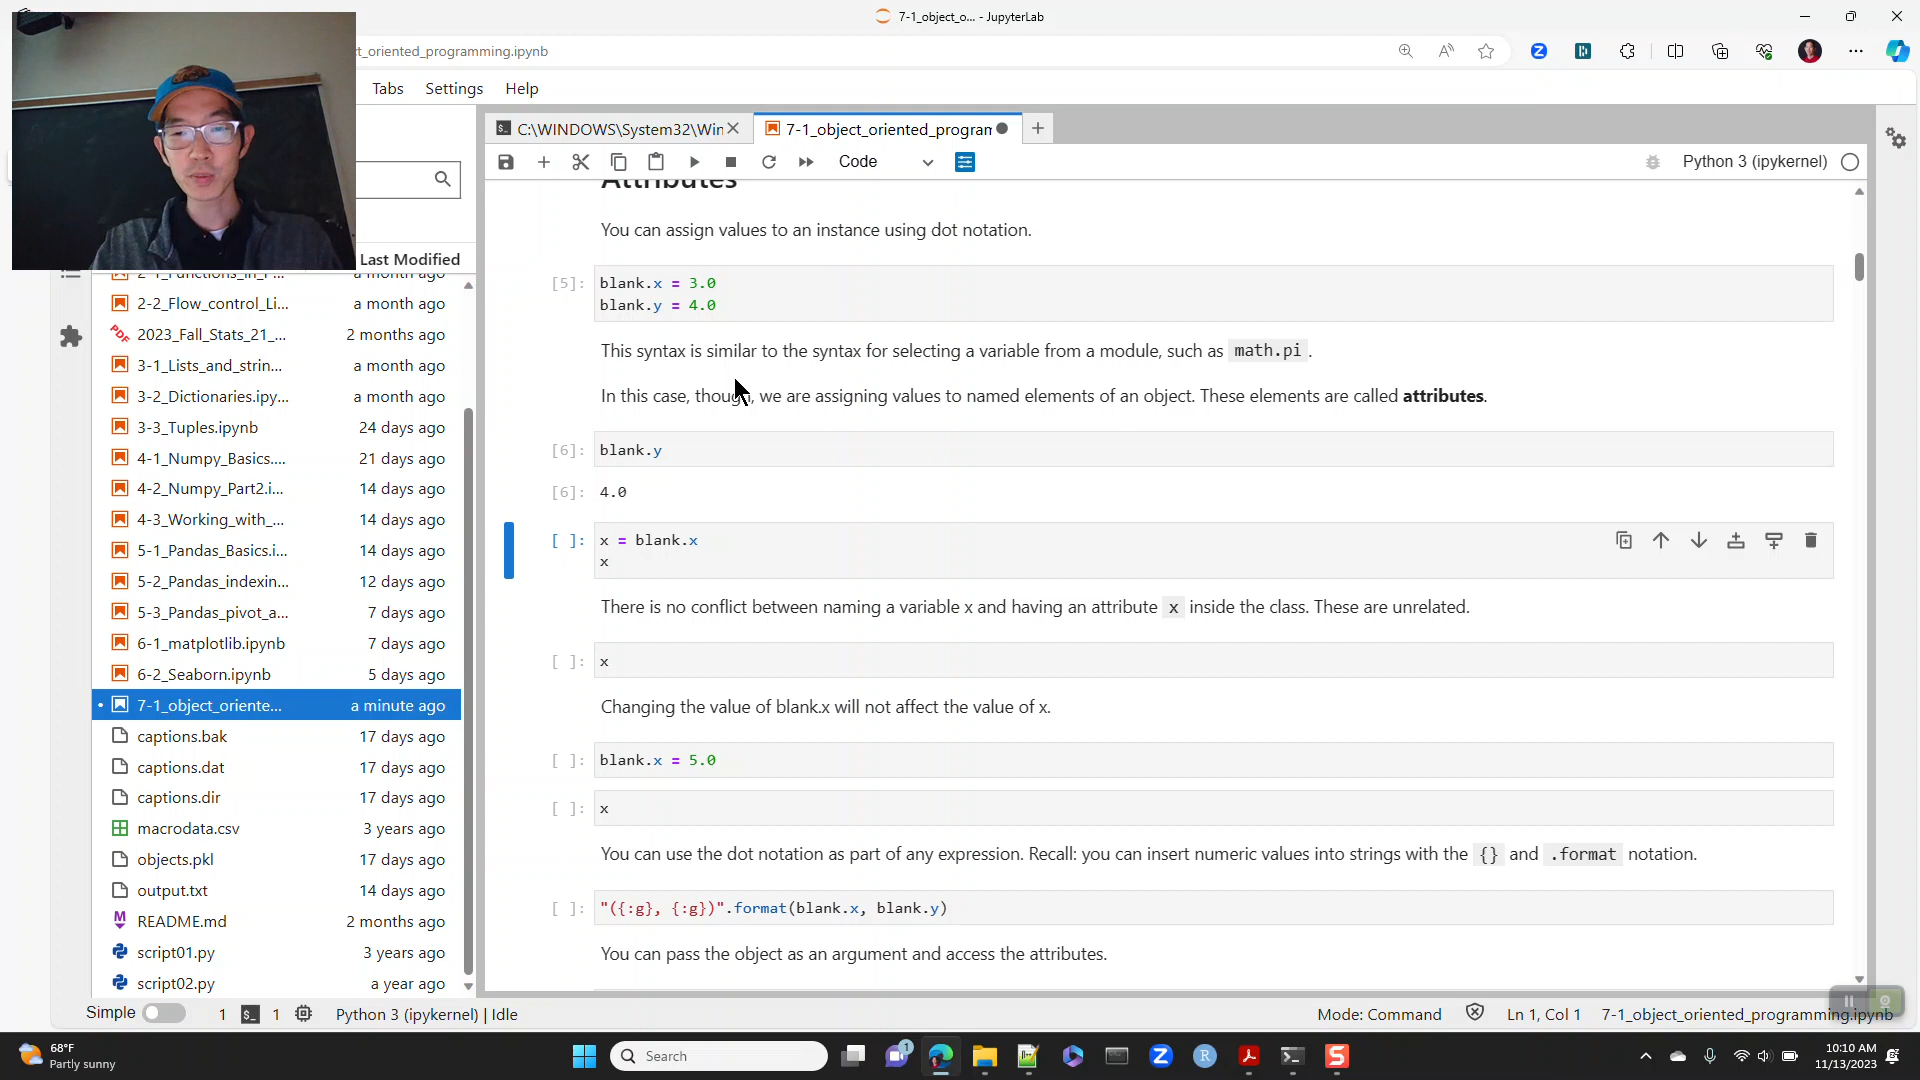 7-1_object_o... - JupyterLab
t_oriented_programming.ipynb
Tabs Settings Help
C:\WINDOWS\System32\Wir
7-1_object_oriented_program
Code
Python 3 (ipykernel)
Last Modified
2-2_Flow_control_Li... a month ago
2023_Fall_Stats_21_... 2 months ago
3-1_Lists_and_strin... a month ago
3-2_Dictionaries.ipy... a month ago
3-3_Tuples.ipynb 24 days ago
4-1_Numpy_Basics.... 21 days ago
4-2_Numpy_Part2.i... 14 days ago
4-3_Working_with_... 14 days ago
5-1_Pandas_Basics.i... 14 days ago
5-2_Pandas_indexin... 12 days ago
5-3_Pandas_pivot_a... 7 days ago
6-1_matplotlib.ipynb 7 days ago
6-2_Seaborn.ipynb 5 days ago
7-1_object_oriente... a minute ago
captions.bak 17 days ago
captions.dat 17 days ago
captions.dir 17 days ago
macrodata.csv 3 years ago
objects.pkl 17 days ago
output.txt 14 days ago
README.md 2 months ago
script01.py 3 years ago
script02.py a year ago
Attributes
You can assign values to an instance using dot notation.
[5]: blank.x = 3.0
blank.y = 4.0
This syntax is similar to the syntax for selecting a variable from a module, such as math.pi .
In this case, though, we are assigning values to named elements of an object. These elements are called attributes.
[6]: blank.y
[6]: 4.0
[ ]: x = blank.x
x
There is no conflict between naming a variable x and having an attribute x inside the class. These are unrelated.
[ ]: x
Changing the value of blank.x will not affect the value of x.
[ ]: blank.x = 5.0
[ ]: x
You can use the dot notation as part of any expression. Recall: you can insert numeric values into strings with the {} and .format notation.
[ ]: "({:g}, {:g})".format(blank.x, blank.y)
You can pass the object as an argument and access the attributes.
Simple 1 1 Python 3 (ipykernel) | Idle
Mode: Command Ln 1, Col 1 7-1_object_oriented_programming.ipynb
68°F
Partly sunny
Search
1
10:10 AM
11/13/2023